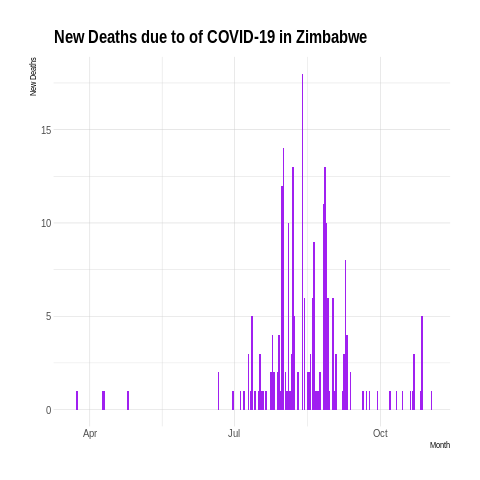 New Deaths due to of COVID-19 in Zimbabwe
New Deaths
15
10
5
0
Apr Jul Oct
Month